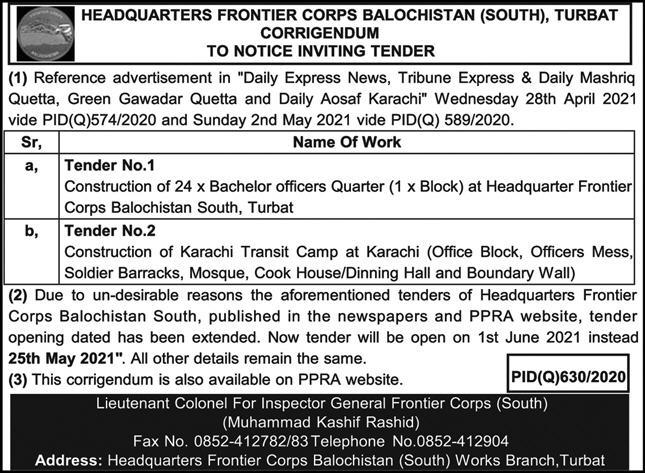 HEADQUARTERS FRONTIER CORPS BALOCHISTAN (SOUTH), TURBAT
CORRIGENDUM
TO NOTICE INVITING TENDER
(1) Reference advertisement in "Daily Express News, Tribune Express & Daily Mashriq
Quetta, Green Gawadar Quetta and Daily Aosaf Karachi" Wednesday 28th April 2021
vide PID(Q)574/2020 and Sunday 2nd May 2021 vide PID(Q) 589/2020.
Sr, Name Of Work
a, Tender No.1
Construction of 24 x Bachelor officers Quarter (1 x Block) at Headquarter Frontier
Corps Balochistan South, Turbat
b, Tender No.2
Construction of Karachi Transit Camp at Karachi (Office Block, Officers Mess,
Soldier Barracks, Mosque, Cook House/Dinning Hall and Boundary Wall)
(2) Due to un-desirable reasons the aforementioned tenders of Headquarters Frontier
Corps Balochistan South, published in the newspapers and PPRA website, tender
opening dated has been extended. Now tender will be open on 1st June 2021 instead
25th May 2021". All other details remain the same.
(3) This corrigendum is also available on PPRA website.
PID(Q)630/2020
Lieutenant Colonel For Inspector General Frontier Corps (South)
(Muhammad Kashif Rashid)
Fax No. 0852-412782/83 Telephone No.0852-412904
Address: Headquarters Frontier Corps Balochistan (South) Works Branch,Turbat